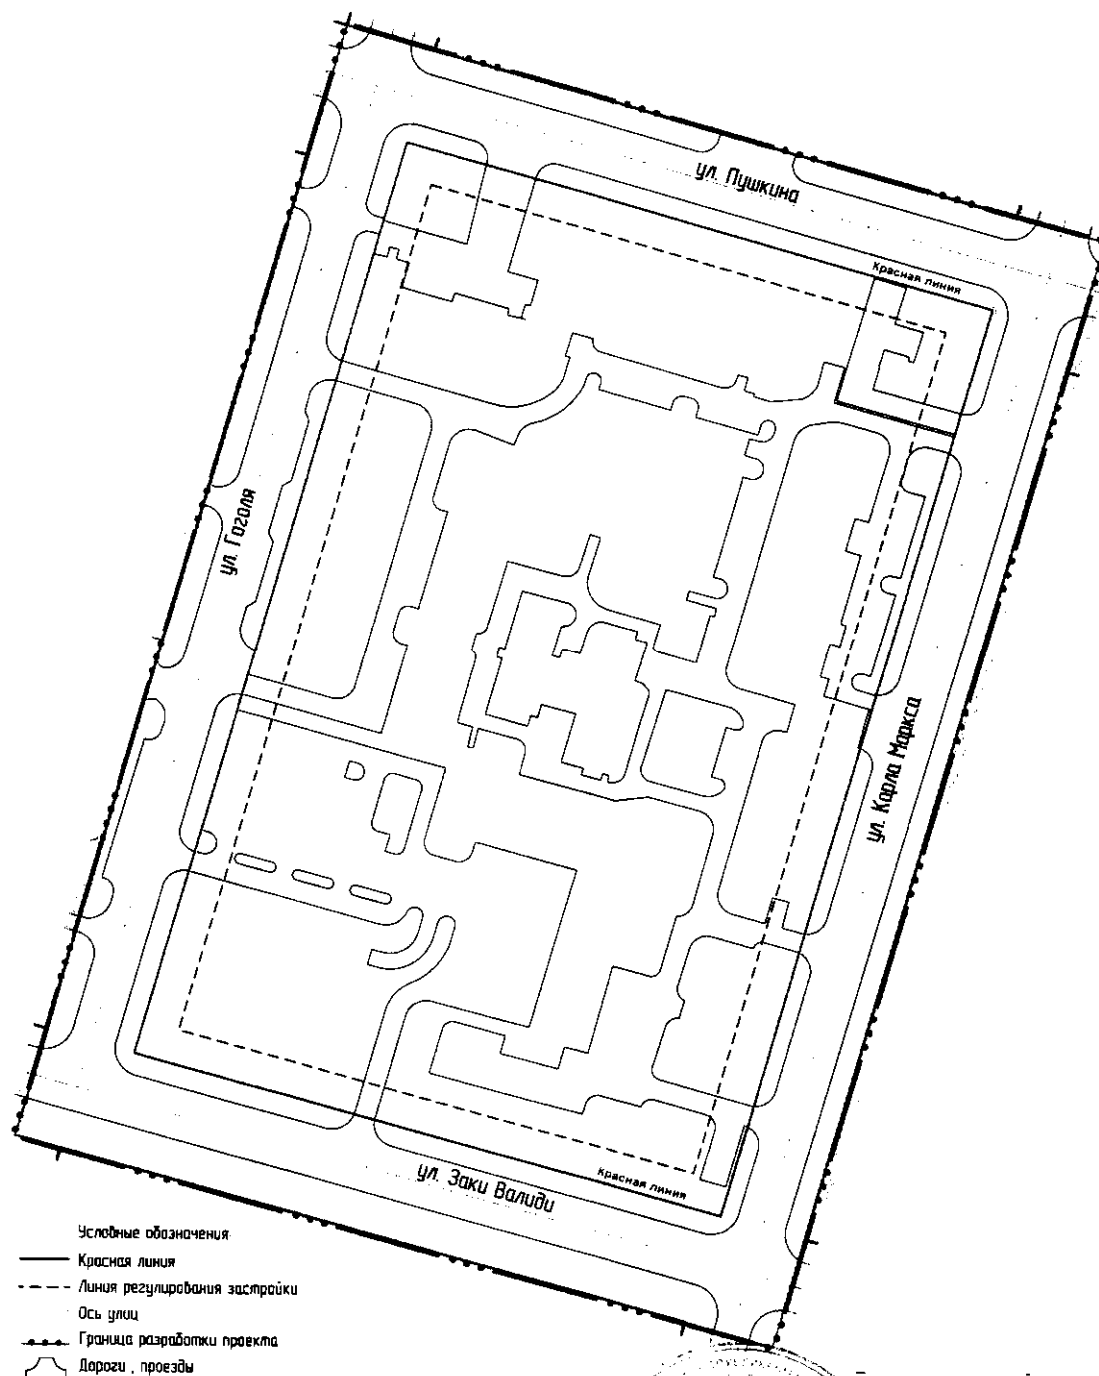 ул. Пушкина
Красная линия
ул. Гоголя
ул. Карла Маркса
Красная линия
ул. Заки Валиди
Условные обозначения
Красная линия
Линия регулирования застройки
Ось улиц
Граница разработки проекта
Дороги , проезды